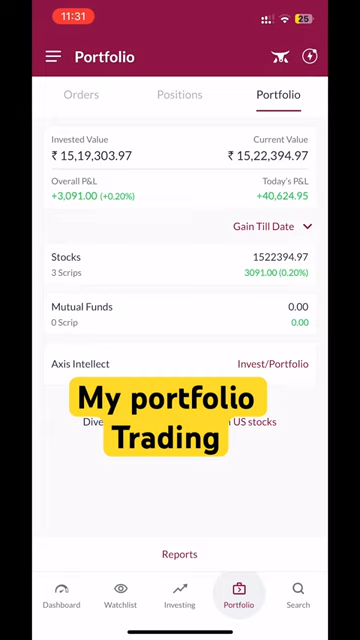 11:31
25
Portfolio
Orders Positions Portfolio
Invested Value Current Value
₹ 15,19,303.97 ₹ 15,22,394.97
Overall P&L Today's P&L
+3,091.00 (+0.20%) +40,624.95
Gain Till Date
Stocks 1522394.97
3 Scrips 3091.00 (0.20%)
Mutual Funds 0.00
0 Scrip 0.00
Axis Intellect Invest/Portfolio
My portfolio
Trading
US stocks
Reports
Dashboard Watchlist Investing Portfolio Search